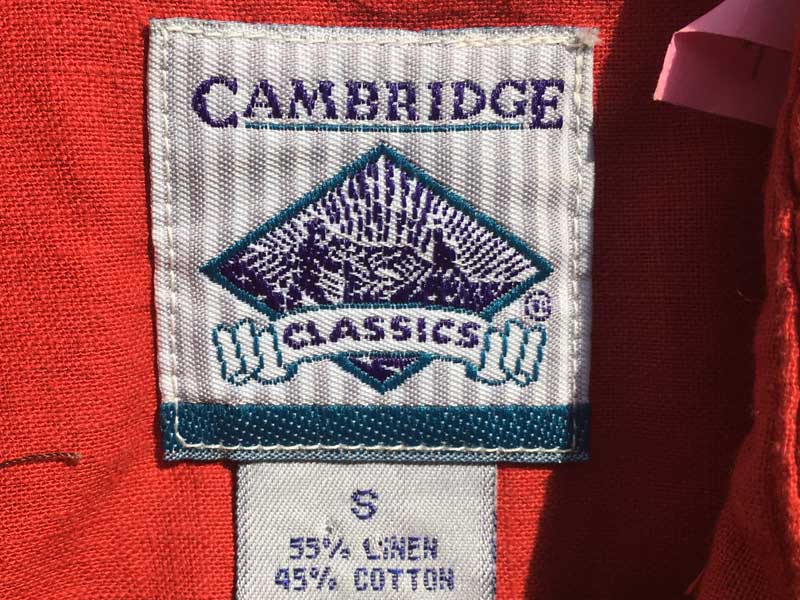 CAMBRIDGE
CLASSICS ®
S
55% LINEN
45% COTTON